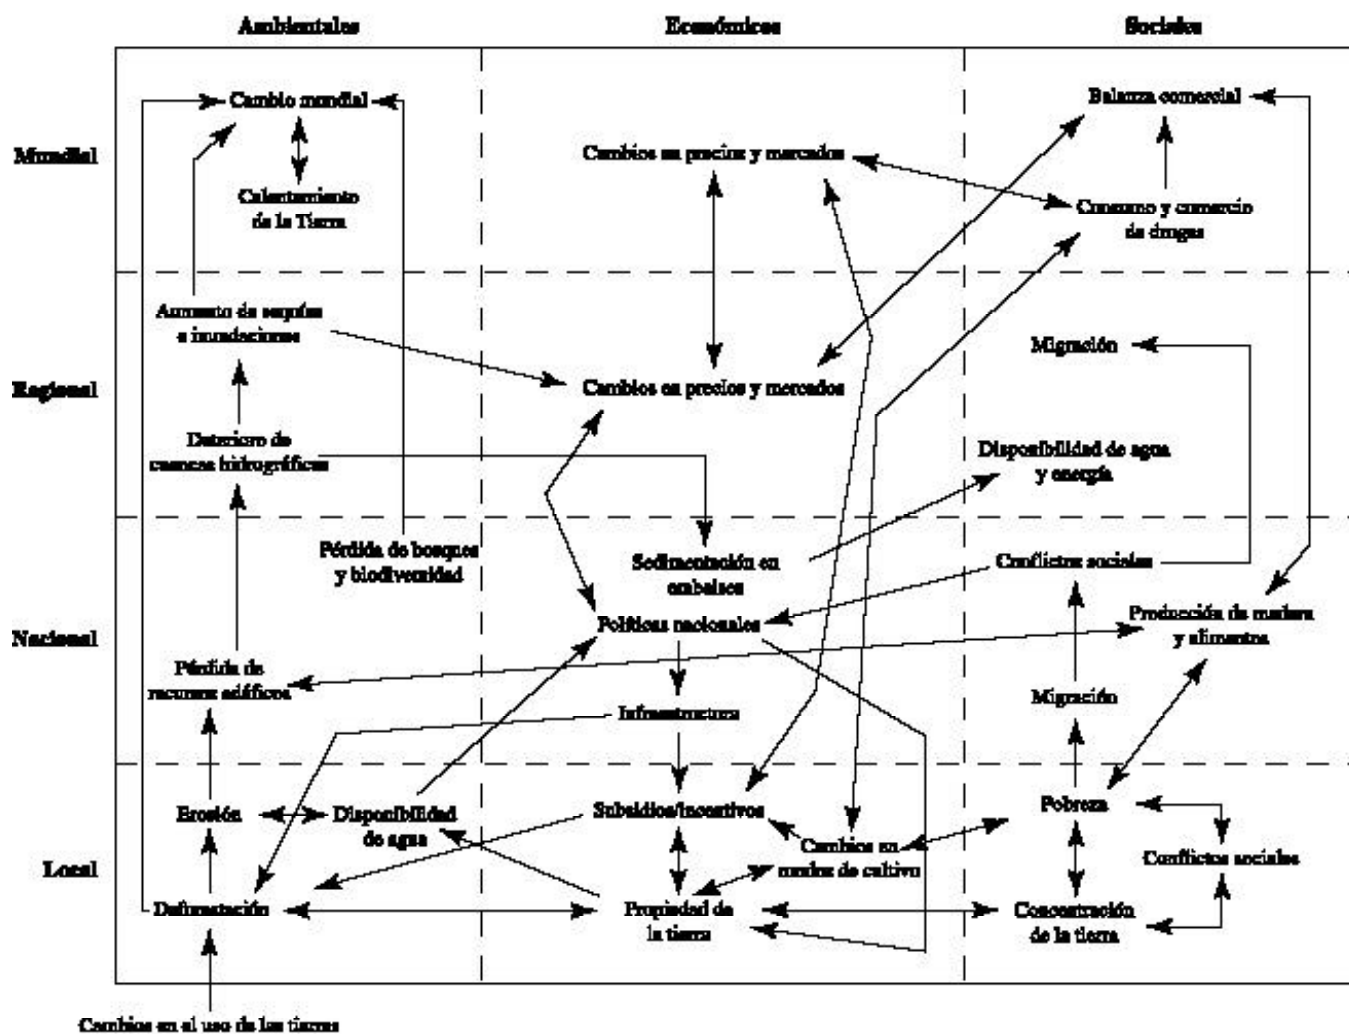 Ambientales
Económicos
Sociales
Mundial
Cambio mundial
Calentamiento
de la Tierra
Cambios en precios y mercados
Balanza comercial
Consumo y comercio
de drogas
Regional
Aumento de sequías
e inundaciones
Deterioro de
cuencas hidrográficas
Cambios en precios y mercados
Migración
Disponibilidad de agua
y energía
Nacional
Pérdida de bosques
y biodiversidad
Pérdida de
recursos edáficos
Sedimentación en
embalses
Políticas nacionales
Infraestructura
Conflictos sociales
Producción de madera
y alimentos
Migración
Local
Erosión
Disponibilidad
de agua
Deforestación
Subsidios/incentivos
Cambios en
modos de cultivo
Propiedad de
la tierra
Pobreza
Conflictos sociales
Concentración
de la tierra
Cambios en el uso de las tierras